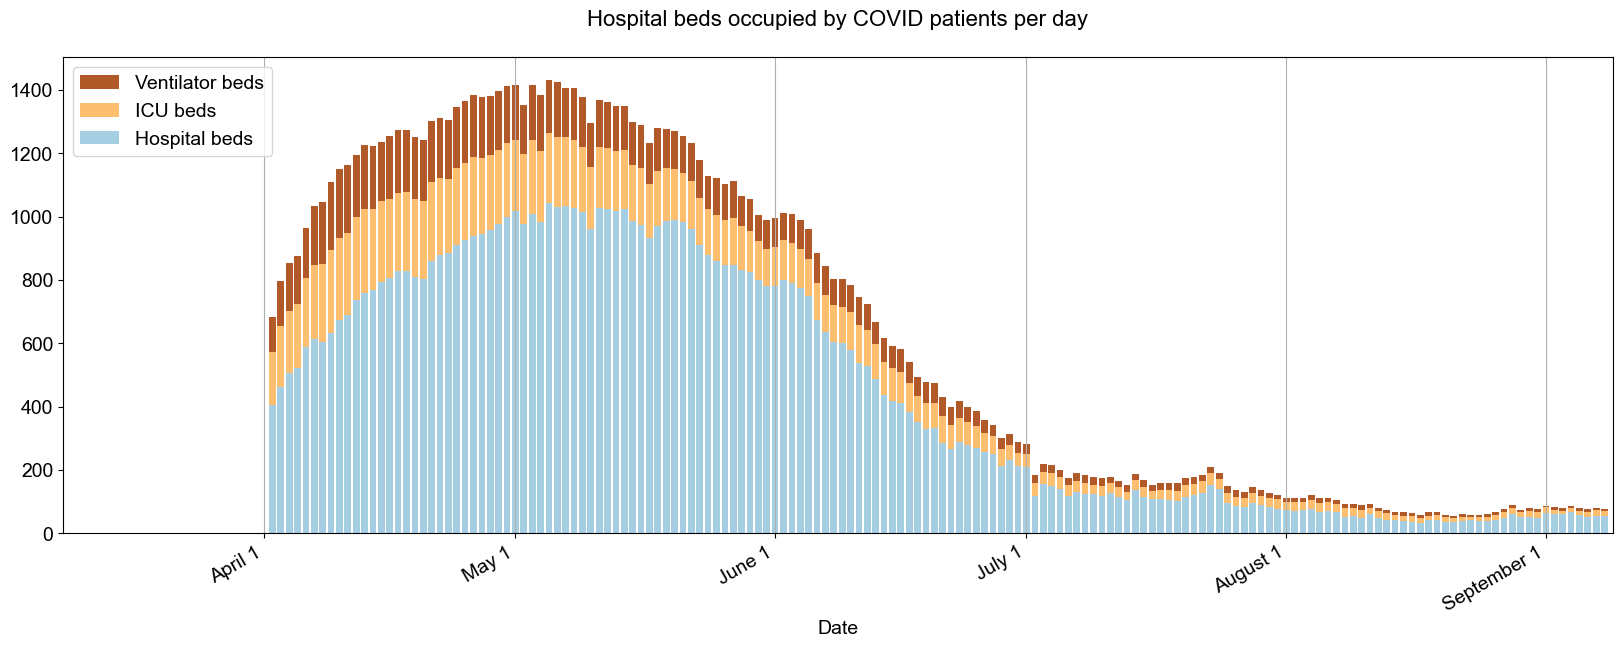 Hospital beds occupied by COVID patients per day
Ventilator beds
ICU beds
Hospital beds
1400
1200
1000
800
600
400
200
0
April 1
May 1
June 1
July 1
August 1
September 1
Date